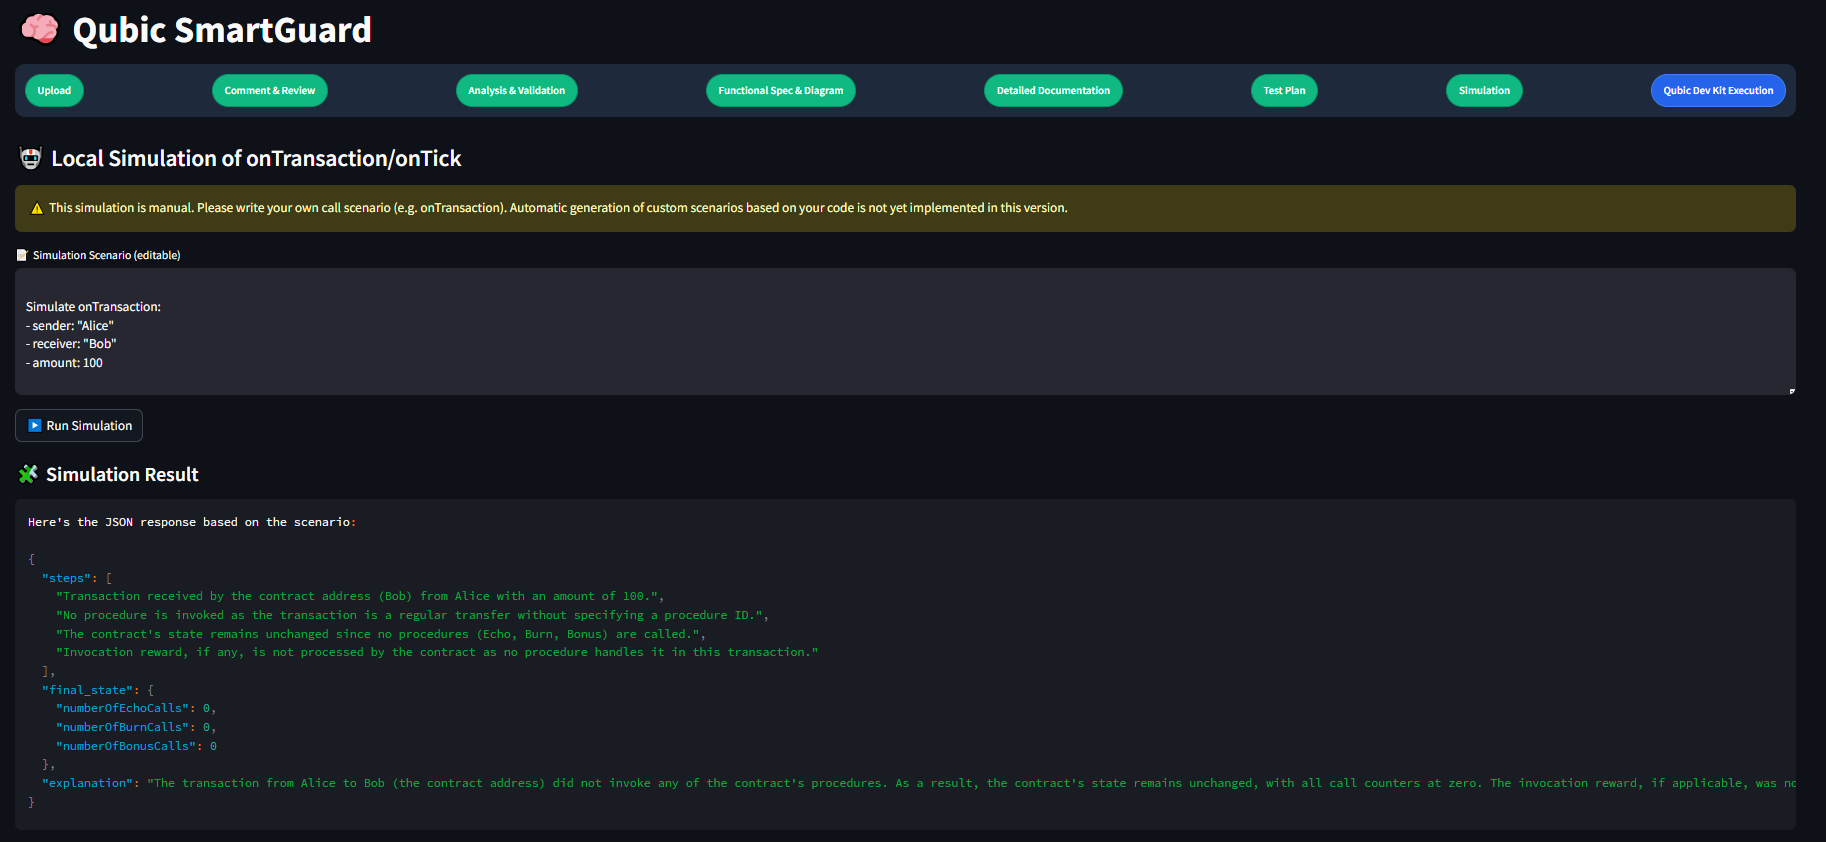 Qubic SmartGuard
Upload
Comment & Review
Analysis & Validation
Functional Spec & Diagram
Detailed Documentation
Test Plan
Simulation
Qubic Dev Kit Execution
Local Simulation of onTransaction/onTick
This simulation is manual. Please write your own call scenario (e.g. onTransaction). Automatic generation of custom scenarios based on your code is not yet implemented in this version.
Simulation Scenario (editable)
Simulate onTransaction:
- sender: "Alice"
- receiver: "Bob"
- amount: 100
Run Simulation
Simulation Result
Here's the JSON response based on the scenario:
{
"steps": [
"Transaction received by the contract address (Bob) from Alice with an amount of 100.",
"No procedure is invoked as the transaction is a regular transfer without specifying a procedure ID.",
"The contract's state remains unchanged since no procedures (Echo, Burn, Bonus) are called.",
"Invocation reward, if any, is not processed by the contract as no procedure handles it in this transaction."
],
"final_state": {
"numberOfEchoCalls": 0,
"numberOfBurnCalls": 0,
"numberOfBonusCalls": 0
},
"explanation": "The transaction from Alice to Bob (the contract address) did not invoke any of the contract's procedures. As a result, the contract's state remains unchanged, with all call counters at zero. The invocation reward, if applicable, was
}